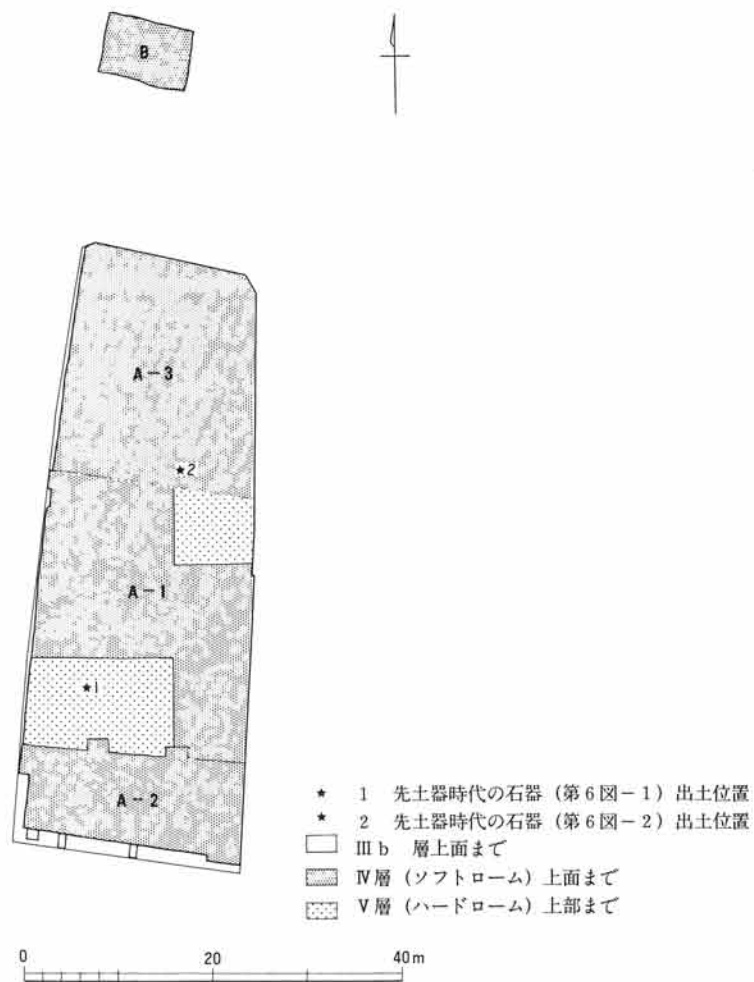 B
A-3
★2
A-1
★1
A-2
★ 1 先土器時代の石器 (第6図-1) 出土位置
★ 2 先土器時代の石器 (第6図-2) 出土位置
Ⅲb 層上面まで
Ⅳ層 (ソフトローム) 上面まで
Ⅴ層 (ハードローム) 上部まで
0 20 40m